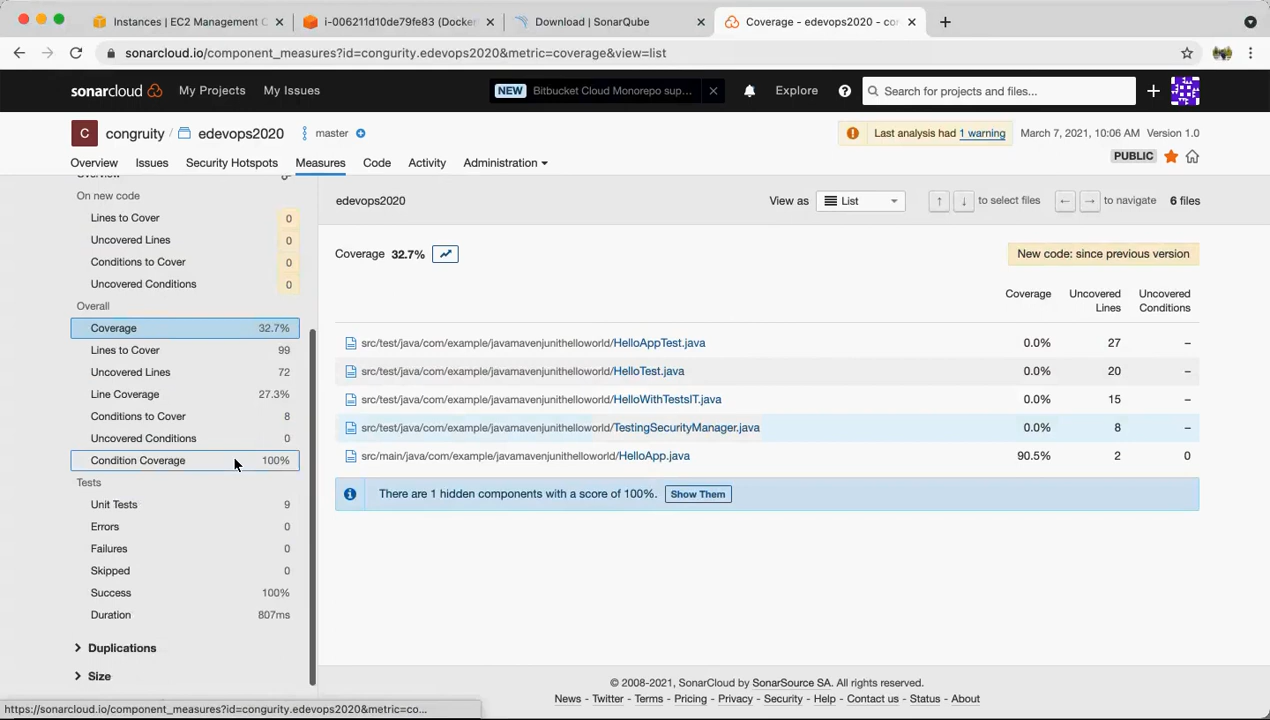 Instances | EC2 Management C
i-006211d10de79fe83 (Docker
Download | SonarQube
Coverage - edevops2020 - con
sonarcloud.io/component_measures?id=congurity.edevops2020&metric=coverage&view=list
sonarcloud My Projects My Issues NEW Bitbucket Cloud Monorepo sup... Explore Search for projects and files...
C congruity / edevops2020 master Last analysis had 1 warning March 7, 2021, 10:06 AM Version 1.0
Overview Issues Security Hotspots Measures Code Activity Administration PUBLIC
Overview
On new code
Lines to Cover 0
Uncovered Lines 0
Conditions to Cover 0
Uncovered Conditions 0
Overall
Coverage 32.7%
Lines to Cover 99
Uncovered Lines 72
Line Coverage 27.3%
Conditions to Cover 8
Uncovered Conditions 0
Condition Coverage 100%
Tests
Unit Tests 9
Errors 0
Failures 0
Skipped 0
Success 100%
Duration 807ms
Duplications
Size
edevops2020 View as List to select files to navigate 6 files
Coverage 32.7% New code: since previous version
Coverage Uncovered Lines Uncovered Conditions
src/test/java/com/example/javamavenjunithelloworld/HelloAppTest.java 0.0% 27 –
src/test/java/com/example/javamavenjunithelloworld/HelloTest.java 0.0% 20 –
src/test/java/com/example/javamavenjunithelloworld/HelloWithTestsIT.java 0.0% 15 –
src/test/java/com/example/javamavenjunithelloworld/TestingSecurityManager.java 0.0% 8 –
src/main/java/com/example/javamavenjunithelloworld/HelloApp.java 90.5% 2 0
There are 1 hidden components with a score of 100%. Show Them
© 2008-2021, SonarCloud by SonarSource SA. All rights reserved.
News - Twitter - Terms - Pricing - Privacy - Security - Help - Contact us - Status - About
https://sonarcloud.io/component_measures?id=congurity.edevops2020&metric=co...